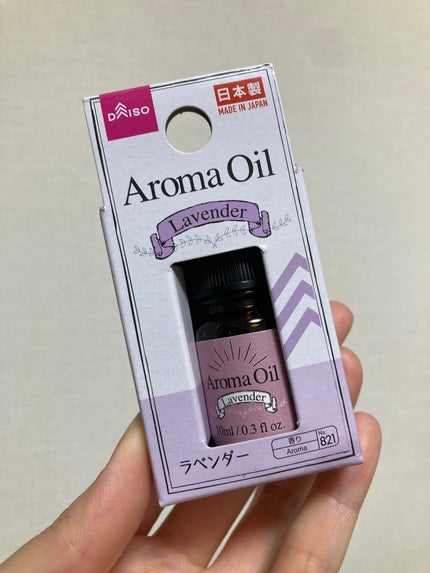 DAISO
日本製
MADE IN JAPAN
Aroma Oil
Lavender
Aroma Oil
Lavender
10ml / 0.3 fl oz.
ラベンダー
香り
Aroma
No.
821